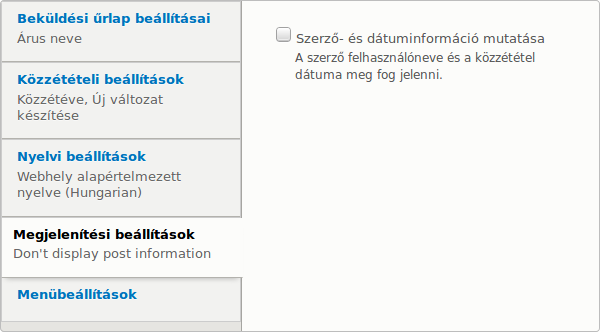 Beküldési űrlap beállításai
Árus neve
Közzétételi beállítások
Közzétéve, Új változat
készítése
Nyelvi beállítások
Webhely alapértelmezett
nyelve (Hungarian)
Megjelenítési beállítások
Don't display post information
Menübeállítások
Szerző- és dátuminformáció mutatása
A szerző felhasználóneve és a közzététel
dátuma meg fog jelenni.